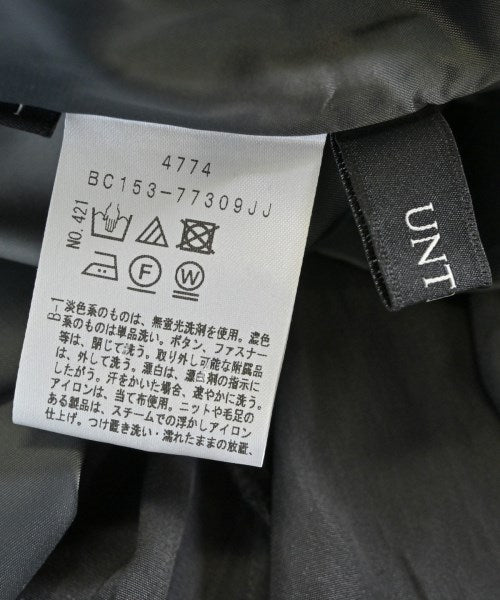 4774
BC153-77309JJ
NO.421
F
W
B-1
淡色系のものは、無蛍光洗剤を使用。濃色
系のものは単品洗い。ボタン、ファスナー
等は、閉じて洗う。取り外し可能な附属品
は、外して洗う。漂白は、漂白剤の指示に
したがう。汗をかいた場合、速やかに洗う。
アイロンは、当て布使用。ニットや毛足の
ある製品は、スチームでの浮かしアイロン
仕上げ。つけ置き洗い・濡れたままの放置、
UNT